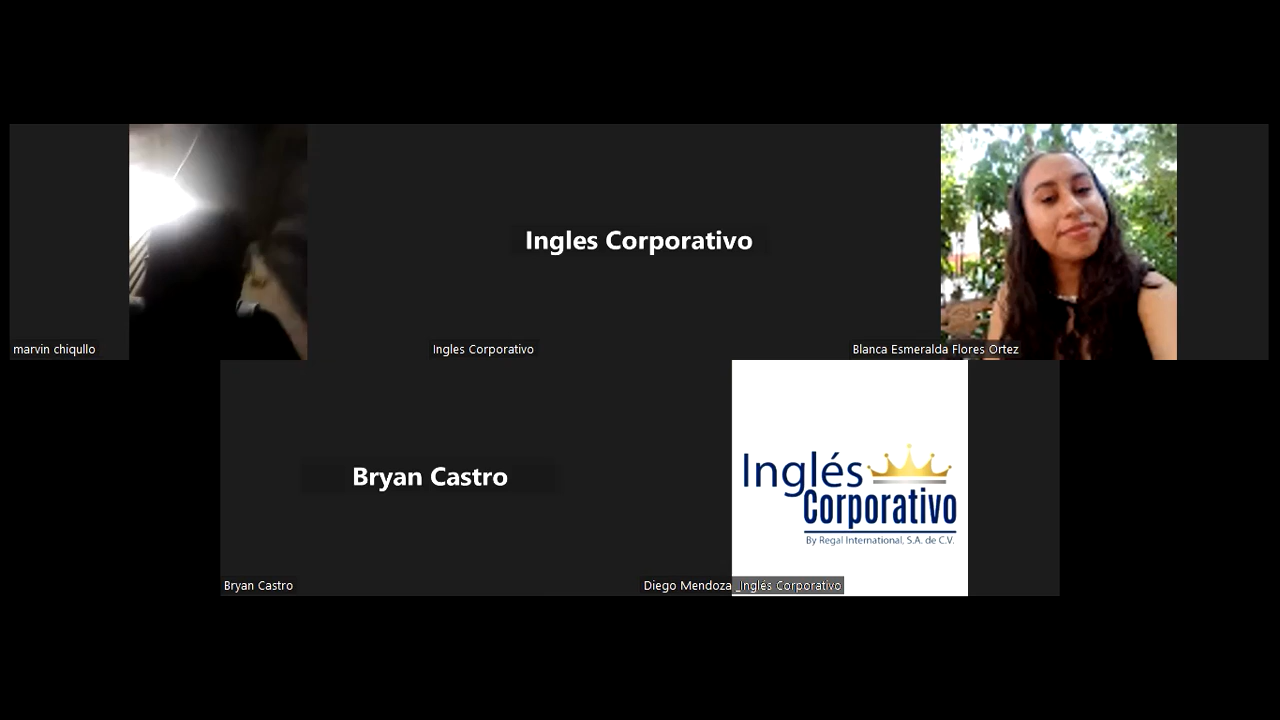 Ingles Corporativo
marvin chiqullo
Ingles Corporativo
Blanca Esmeralda Flores Ortez
Bryan Castro
Inglés
Corporativo
By Regal International, S.A. de C.V.
Bryan Castro
Diego Mendoza_Inglés Corporativo